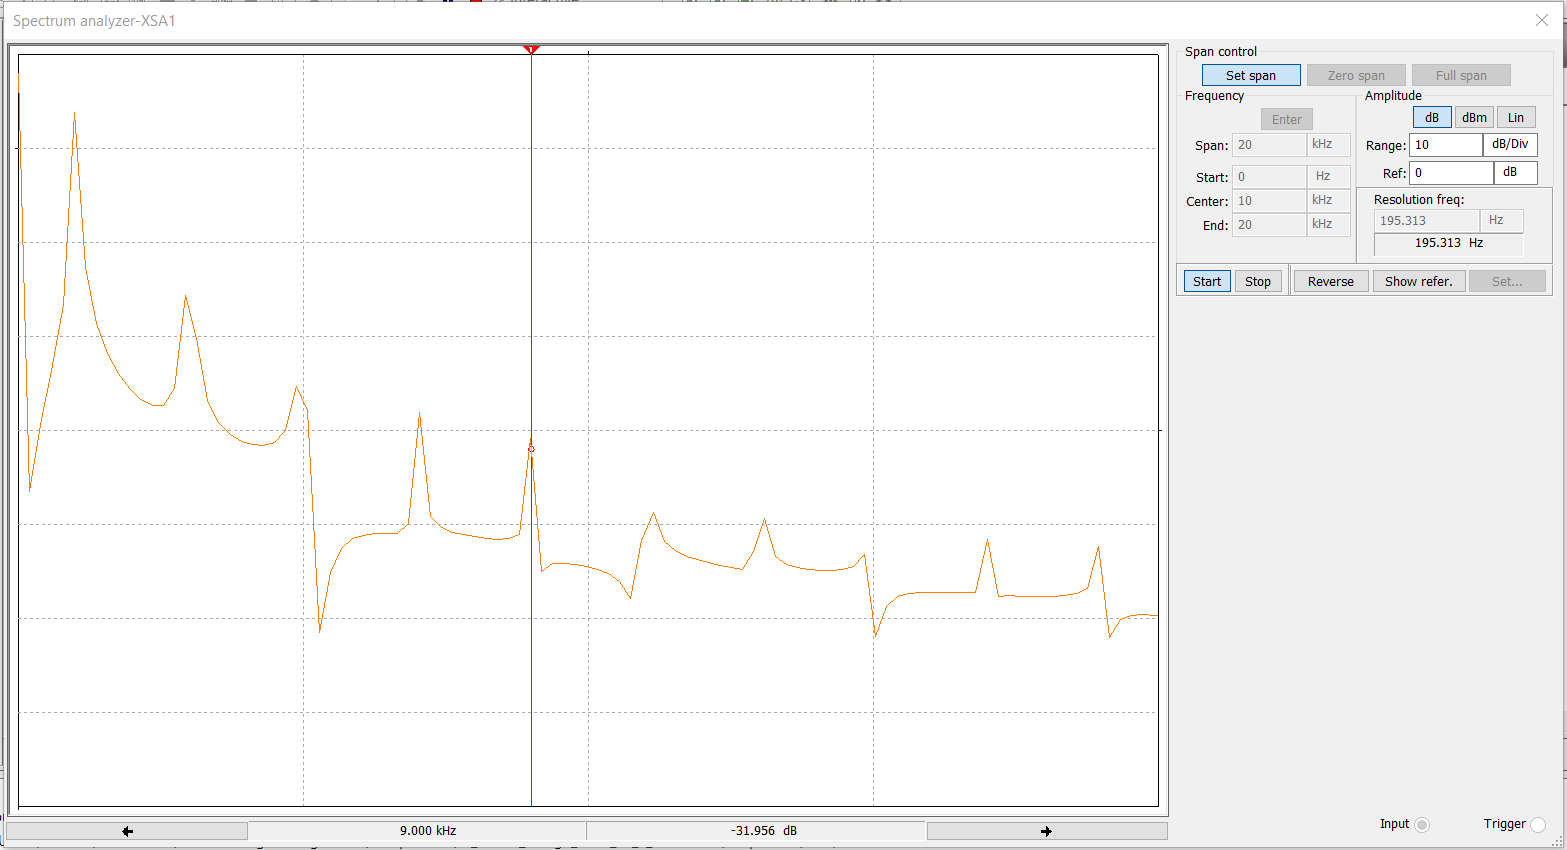 Spectrum analyzer-XSA1
1
Span control
Set span Zero span Full span
Frequency Amplitude
Enter dB dBm Lin
Span: 20 kHz Range: 10 dB/Div
Start: 0 Hz Ref: 0 dB
Center: 10 kHz Resolution freq:
End: 20 kHz 195.313 Hz
195.313 Hz
Start Stop Reverse Show refer. Set...
9.000 kHz -31.956 dB
Input Trigger